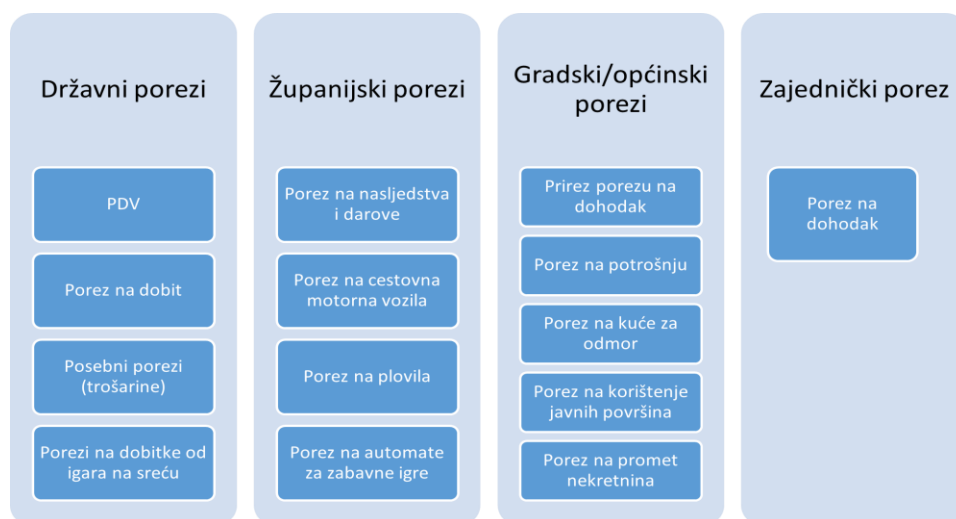 Državni porezi
PDV
Porez na dobit
Posebni porezi
(trošarine)
Porezi na dobitke od
igara na sreću
Županijski porezi
Porez na nasljedstva
i darove
Porez na cestovna
motorna vozila
Porez na plovila
Porez na automate
za zabavne igre
Gradski/općinski
porezi
Prirez porezu na
dohodak
Porez na potrošnju
Porez na kuće za
odmor
Porez na korištenje
javnih površina
Porez na promet
nekretnina
Zajednički porez
Porez na
dohodak